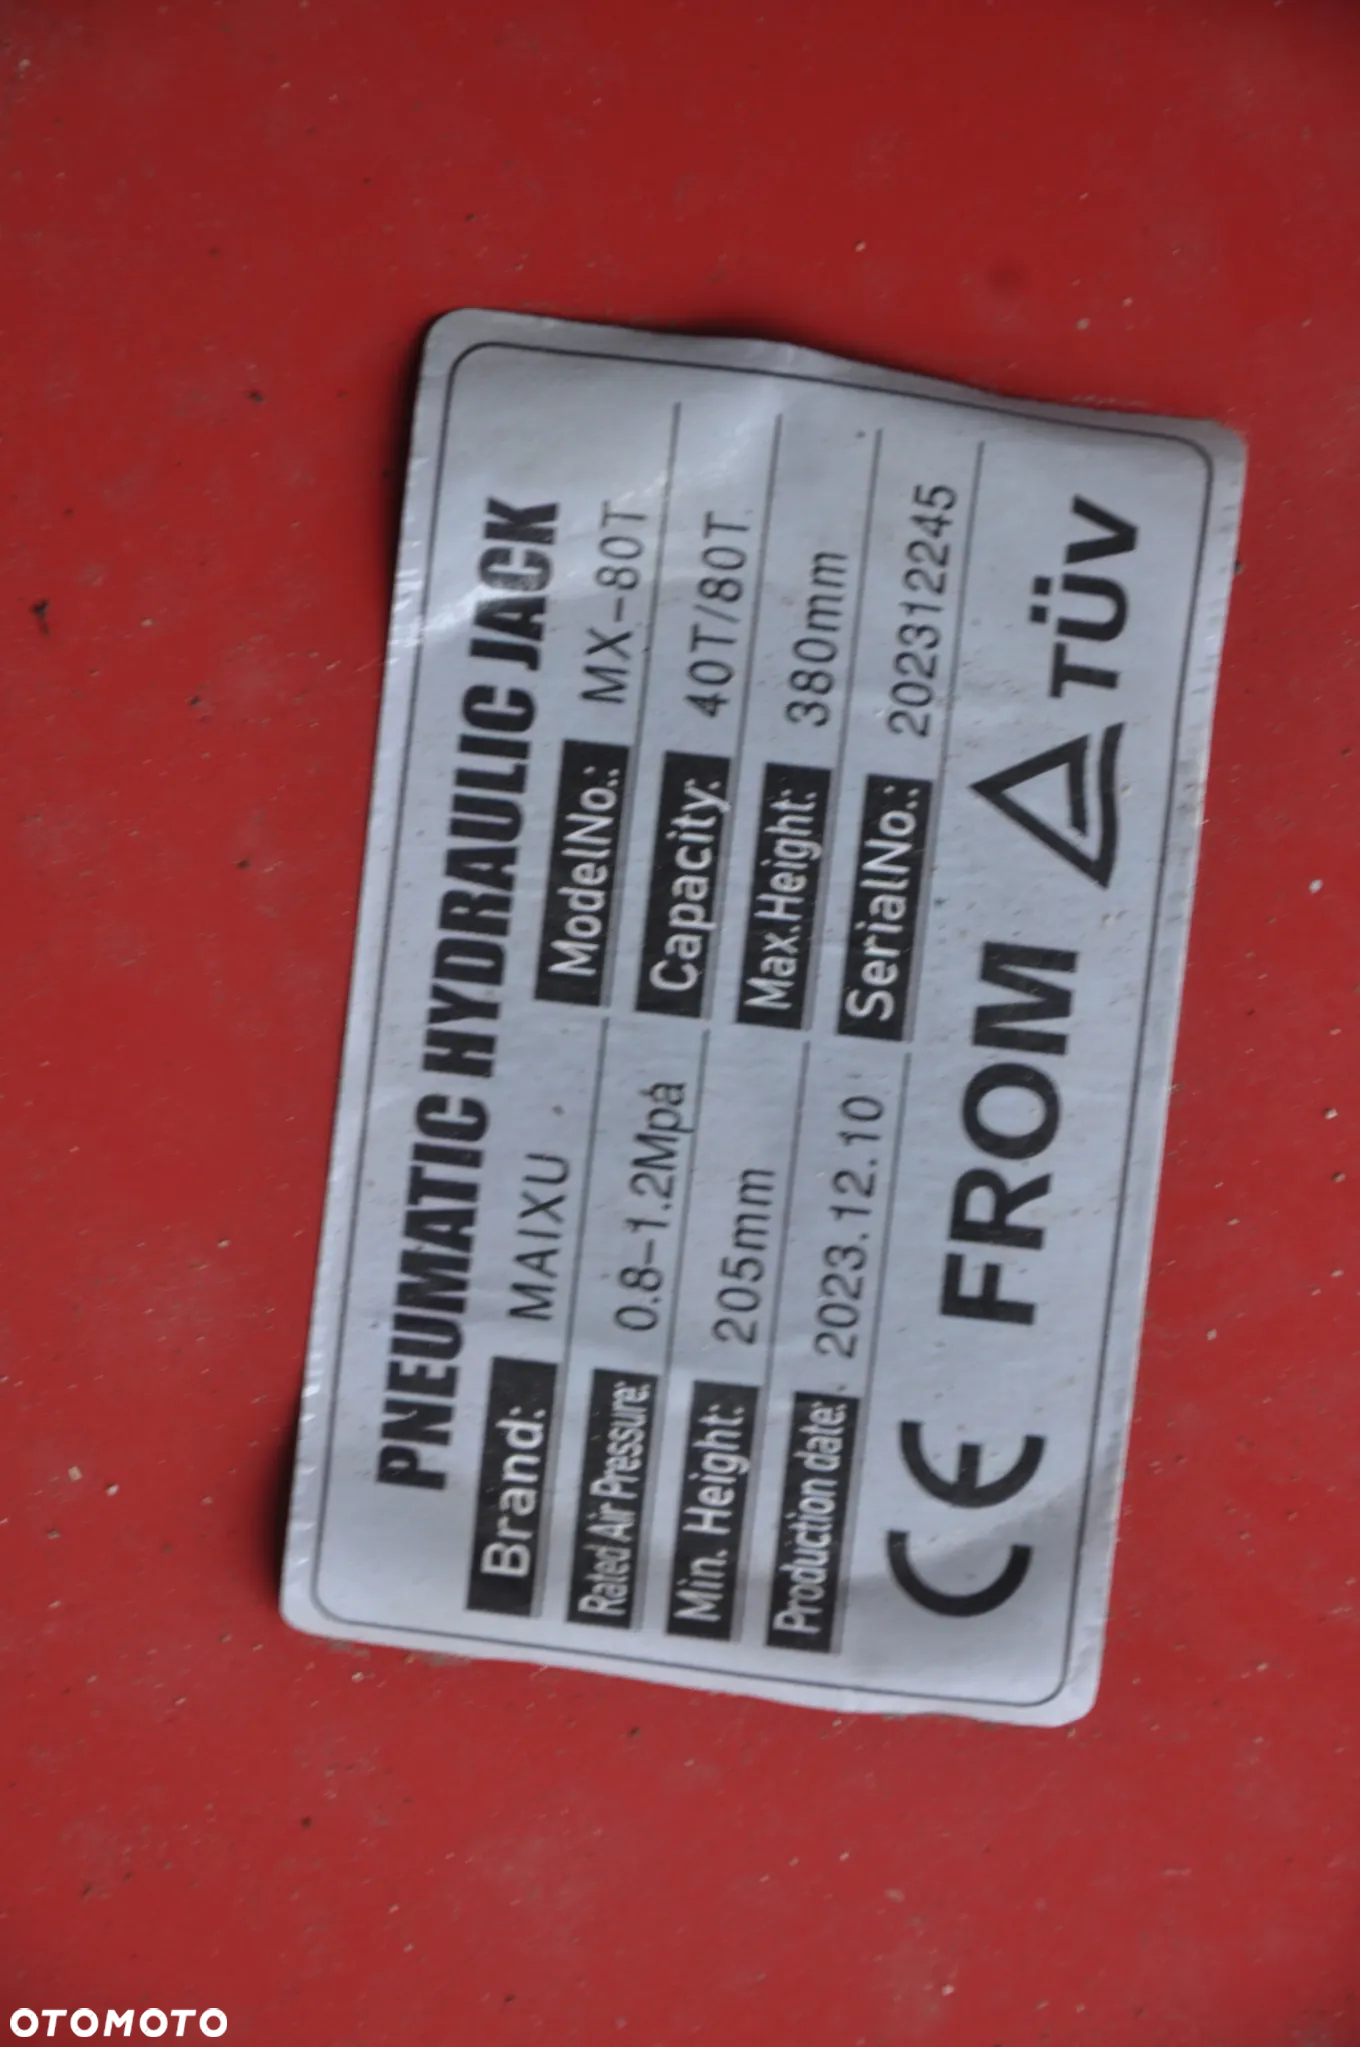 PNEUMATIC HYDRAULIC JACK
Brand: MAIXU ModelNo.: MX-80T
Rated Air Pressure: 0.8-1.2Mpa Capacity: 40T/80T
Min. Height: 205mm Max.Height: 380mm
Production date: 2023.12.10 SerialNo.: 202312245
CE FROM TÜV
OTOMOTO